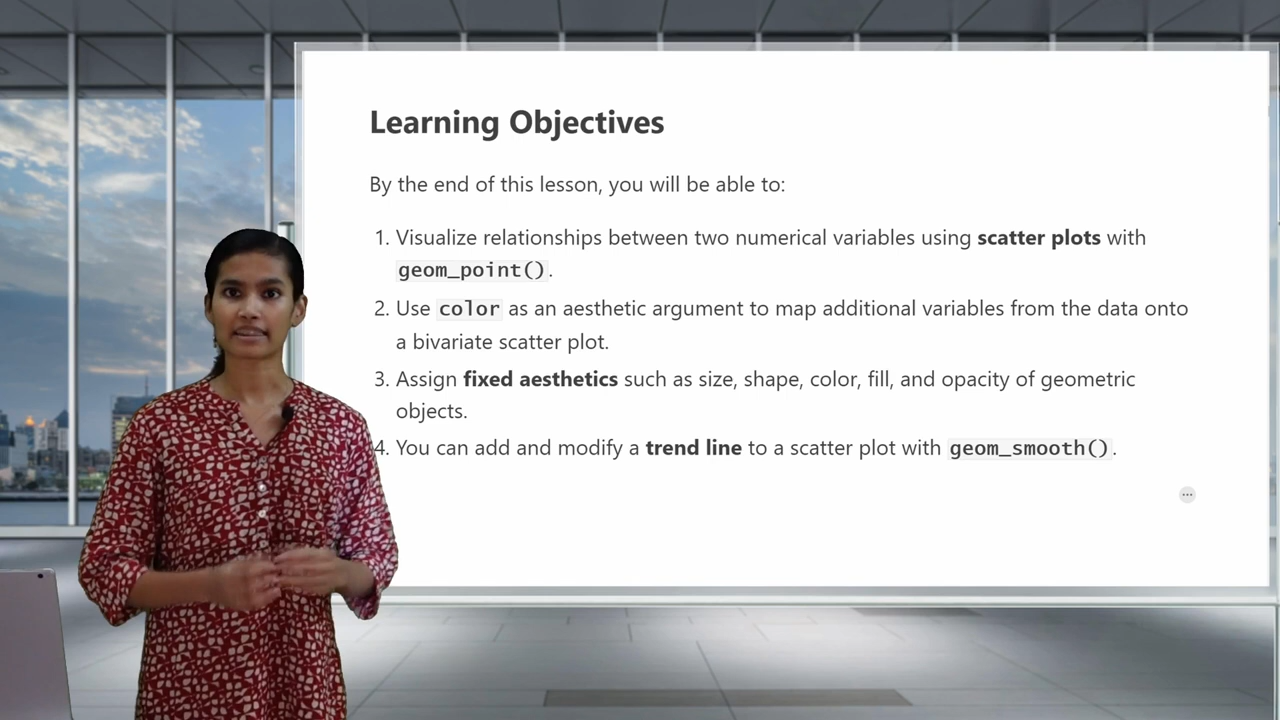 Learning Objectives
By the end of this lesson, you will be able to:
1. Visualize relationships between two numerical variables using scatter plots with
geom_point().
2. Use color as an aesthetic argument to map additional variables from the data onto
a bivariate scatter plot.
3. Assign fixed aesthetics such as size, shape, color, fill, and opacity of geometric
objects.
4. You can add and modify a trend line to a scatter plot with geom_smooth().